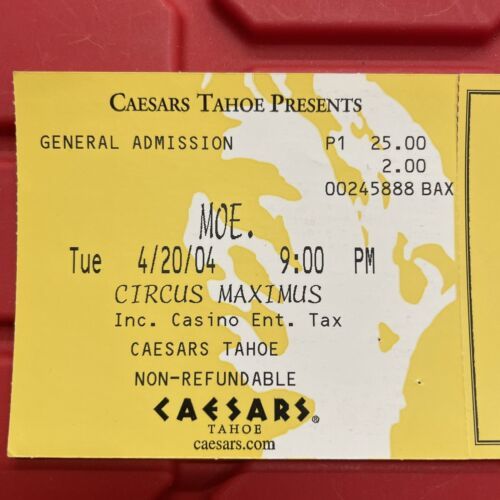 CAESARS TAHOE PRESENTS
GENERAL ADMISSION P1 25.00
2.00
00245888 BAX
MOE.
Tue 4/20/04 9:00 PM
CIRCUS MAXIMUS
Inc. Casino Ent. Tax
CAESARS TAHOE
NON-REFUNDABLE
CAESARS®
TAHOE
caesars.com